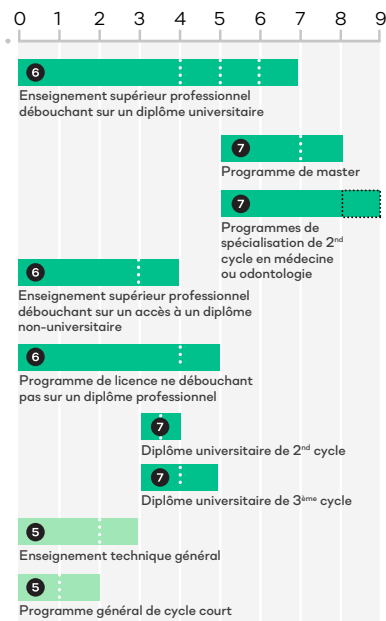 0 1 2 3 4 5 6 7 8 9
6
Enseignement supérieur professionnel
débouchant sur un diplôme universitaire
7
Programme de master
7
Programmes de
spécialisation de 2nd
cycle en médecine
ou odontologie
6
Enseignement supérieur professionnel
débouchant sur un accès à un diplôme
non-universitaire
6
Programme de licence ne débouchant
pas sur un diplôme professionnel
7
Diplôme universitaire de 2nd cycle
7
Diplôme universitaire de 3ème cycle
5
Enseignement technique général
5
Programme général de cycle court